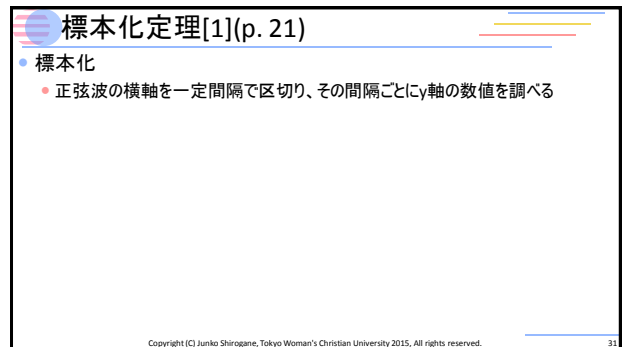 標本化定理[1](p. 21)
標本化
正弦波の横軸を一定間隔で区切り、その間隔ごとにy軸の数値を調べる
Copyright (C) Junko Shirogane, Tokyo Woman's Christian University 2015, All rights reserved.
31